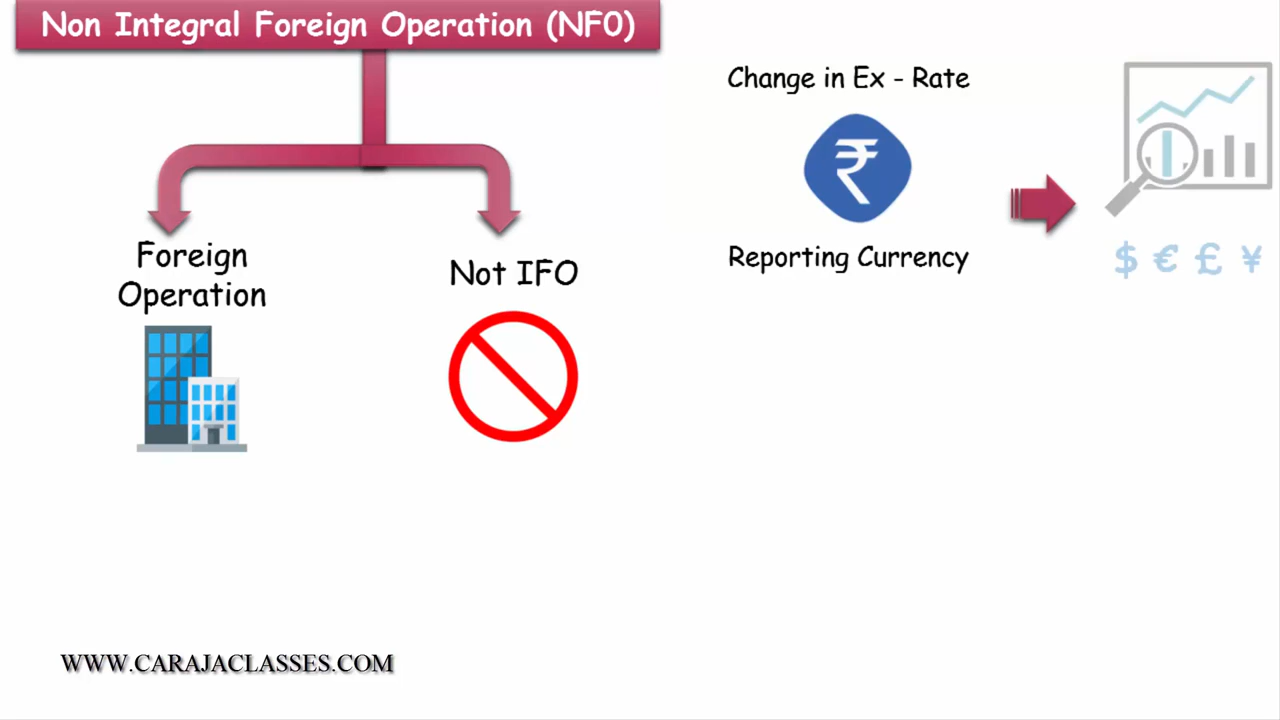 Non Integral Foreign Operation (NFO)
Change in Ex - Rate
₹
Reporting Currency
$ € £ ¥
Foreign
Operation
Not IFO
WWW.CARAJACLASSES.COM